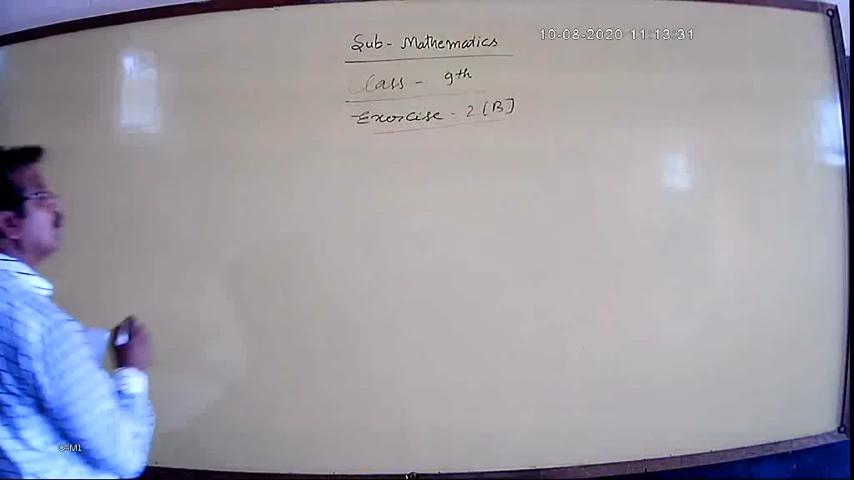 Sub - Mathematics
10-08-2020 11:13:31
Class - 9th
Exercise - 2 [B]